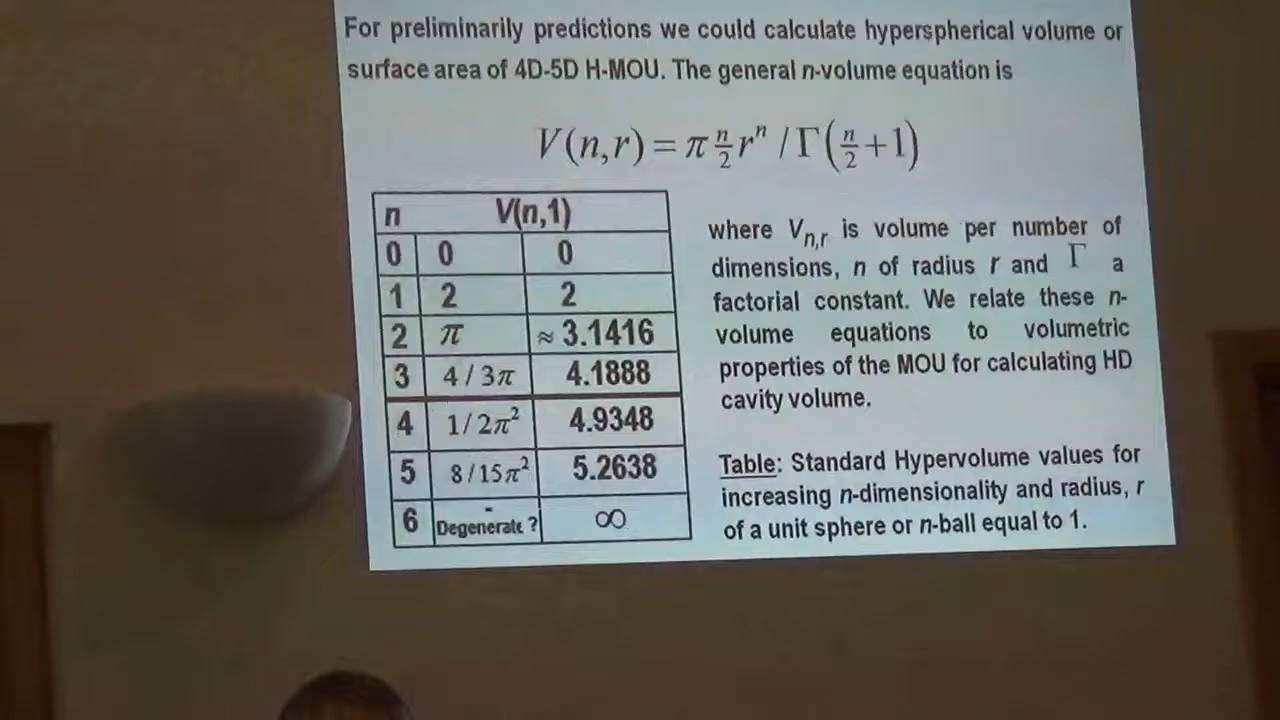 For preliminarily predictions we could calculate hyperspherical volume or
surface area of 4D-5D H-MOU. The general n-volume equation is
V(n,r) = π n/2 rⁿ / Γ(n/2 + 1)
n V(n,1)
0 0 0
1 2 2
2 π ≈ 3.1416
3 4 / 3π 4.1888
4 1 / 2π² 4.9348
5 8 / 15π² 5.2638
6 Degenerate ? ∞
where Vn,r is volume per number of
dimensions, n of radius r and Γ a
factorial constant. We relate these n-
volume equations to volumetric
properties of the MOU for calculating HD
cavity volume.
Table: Standard Hypervolume values for
increasing n-dimensionality and radius, r
of a unit sphere or n-ball equal to 1.